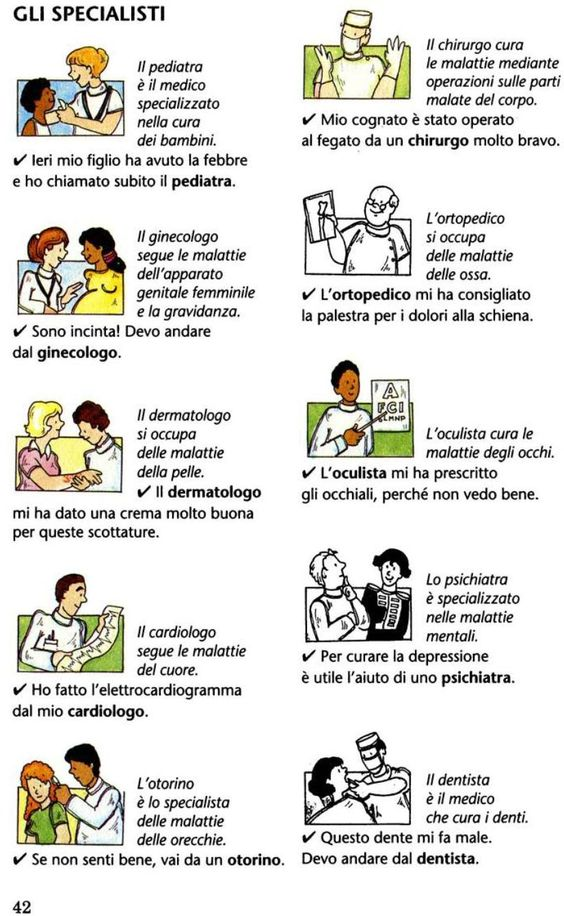 GLI SPECIALISTI
Il pediatra
è il medico
specializzato
nella cura
dei bambini.
✔ Ieri mio figlio ha avuto la febbre
e ho chiamato subito il pediatra.
Il ginecologo
segue le malattie
dell'apparato
genitale femminile
e la gravidanza.
✔ Sono incinta! Devo andare
dal ginecologo.
Il dermatologo
si occupa
delle malattie
della pelle.
✔ Il dermatologo
mi ha dato una crema molto buona
per queste scottature.
Il cardiologo
segue le malattie
del cuore.
✔ Ho fatto l'elettrocardiogramma
dal mio cardiologo.
L'otorino
è lo specialista
delle malattie
delle orecchie.
✔ Se non senti bene, vai da un otorino.
Il chirurgo cura
le malattie mediante
operazioni sulle parti
malate del corpo.
✔ Mio cognato è stato operato
al fegato da un chirurgo molto bravo.
L'ortopedico
si occupa
delle malattie
delle ossa.
✔ L'ortopedico mi ha consigliato
la palestra per i dolori alla schiena.
A
FCI
LMNP
L'oculista cura le
malattie degli occhi.
✔ L'oculista mi ha prescritto
gli occhiali, perché non vedo bene.
Lo psichiatra
è specializzato
nelle malattie
mentali.
✔ Per curare la depressione
è utile l'aiuto di uno psichiatra.
Il dentista
è il medico
che cura i denti.
✔ Questo dente mi fa male.
Devo andare dal dentista.
42